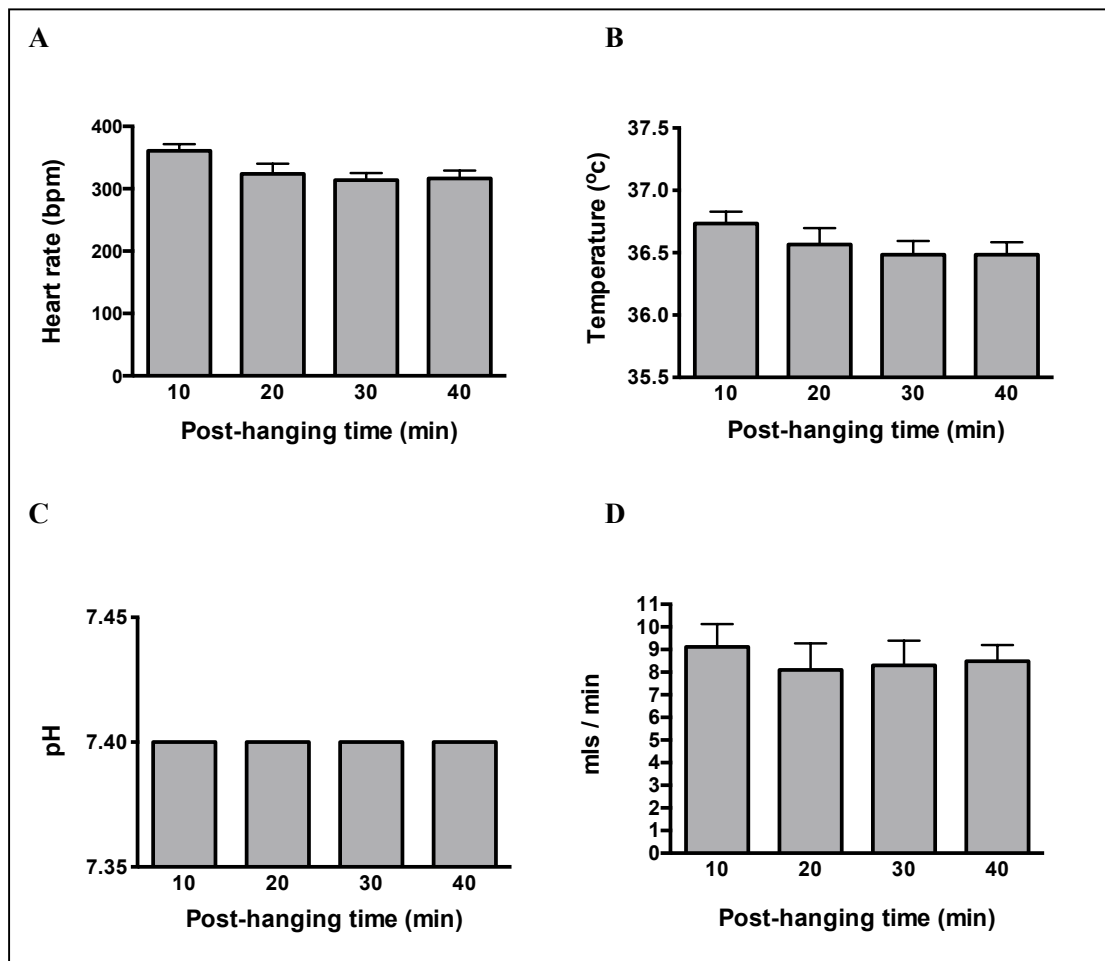 A
400
300
200
100
0
Heart rate (bpm)
10 20 30 40
Post-hanging time (min)
B
37.5
37.0
36.5
36.0
35.5
Temperature (ºc)
10 20 30 40
Post-hanging time (min)
C
7.45
7.40
7.35
pH
10 20 30 40
Post-hanging time (min)
D
11
10
9
8
7
6
5
4
3
2
1
0
mls / min
10 20 30 40
Post-hanging time (min)